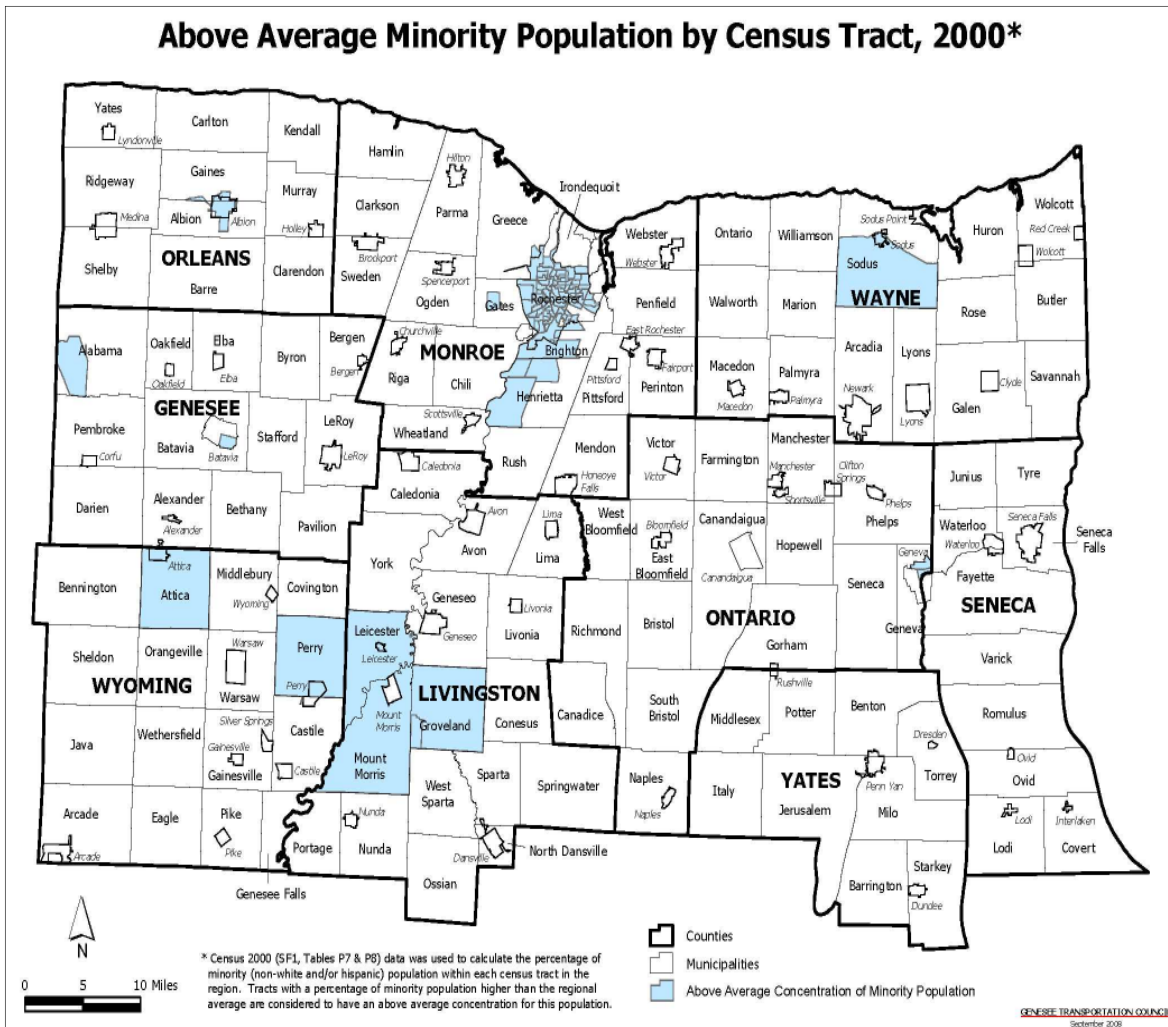 Above Average Minority Population by Census Tract, 2000*
Yates
Lyndonville
Carlton
Kendall
Hamlin
Hilton
Irondequoit
Ridgeway
Gaines
Murray
Clarkson
Parma
Greece
Medina
Albion
Albion
Holley
Brockport
Webster
Webster
Ontario
Williamson
Sodus Point
Sodus
Huron
Wolcott
Red Creek
Wolcott
Shelby
ORLEANS
Barre
Clarendon
Sweden
Spencerport
Ogden
Gates
Rochester
Penfield
Walworth
Marion
Sodus
WAYNE
Rose
Butler
Alabama
Oakfield
Oakfield
Elba
Elba
Byron
Bergen
Bergen
Churchville
MONROE
Riga
Chili
Brighton
East Rochester
Fairport
Pittsford
Pittsford
Perinton
Macedon
Macedon
Palmyra
Palmyra
Arcadia
Newark
Lyons
Lyons
Clyde
Galen
Savannah
GENESEE
Pembroke
Corfu
Batavia
Batavia
Stafford
LeRoy
LeRoy
Scottsville
Wheatland
Henrietta
Rush
Mendon
Honeoye
Falls
Victor
Victor
Farmington
Manchester
Manchester
Shortsville
Clifton
Springs
Phelps
Phelps
Junius
Tyre
Darien
Alexander
Alexander
Bethany
Pavilion
Caledonia
Caledonia
Avon
Avon
Lima
Lima
West
Bloomfield
Bloomfield
East
Bloomfield
Canandaigua
Canandaigua
Hopewell
Seneca
Geneva
Geneva
Waterloo
Waterloo
Seneca Falls
Seneca
Falls
Fayette
SENECA
Bennington
Attica
Attica
Middlebury
Wyoming
Covington
York
Geneseo
Geneseo
Livonia
Livonia
Richmond
Bristol
ONTARIO
Gorham
Varick
Sheldon
Orangeville
WYOMING
Warsaw
Warsaw
Perry
Perry
Leicester
Leicester
LIVINGSTON
Mount
Morris
Groveland
Conesus
Canadice
South
Bristol
Rushville
Middlesex
Potter
Benton
Dresden
Romulus
Java
Wethersfield
Silver Springs
Gainesville
Gainesville
Castile
Castile
Mount
Morris
West
Sparta
Sparta
Springwater
Naples
Naples
Italy
YATES
Jerusalem
Penn Yan
Milo
Torrey
Ovid
Ovid
Arcade
Arcade
Eagle
Pike
Pike
Genesee Falls
Portage
Nunda
Nunda
Dansville
North Dansville
Ossian
Barrington
Starkey
Dundee
Lodi
Lodi
Interlaken
Covert
N
0 5 10 Miles
* Census 2000 (SF1, Tables P7 & P8) data was used to calculate the percentage of
minority (non-white and/or hispanic) population within each census tract in the
region. Tracts with a percentage of minority population higher than the regional
average are considered to have an above average concentration for this population.
Counties
Municipalities
Above Average Concentration of Minority Population
GENESEE TRANSPORTATION COUNCIL
September 2008